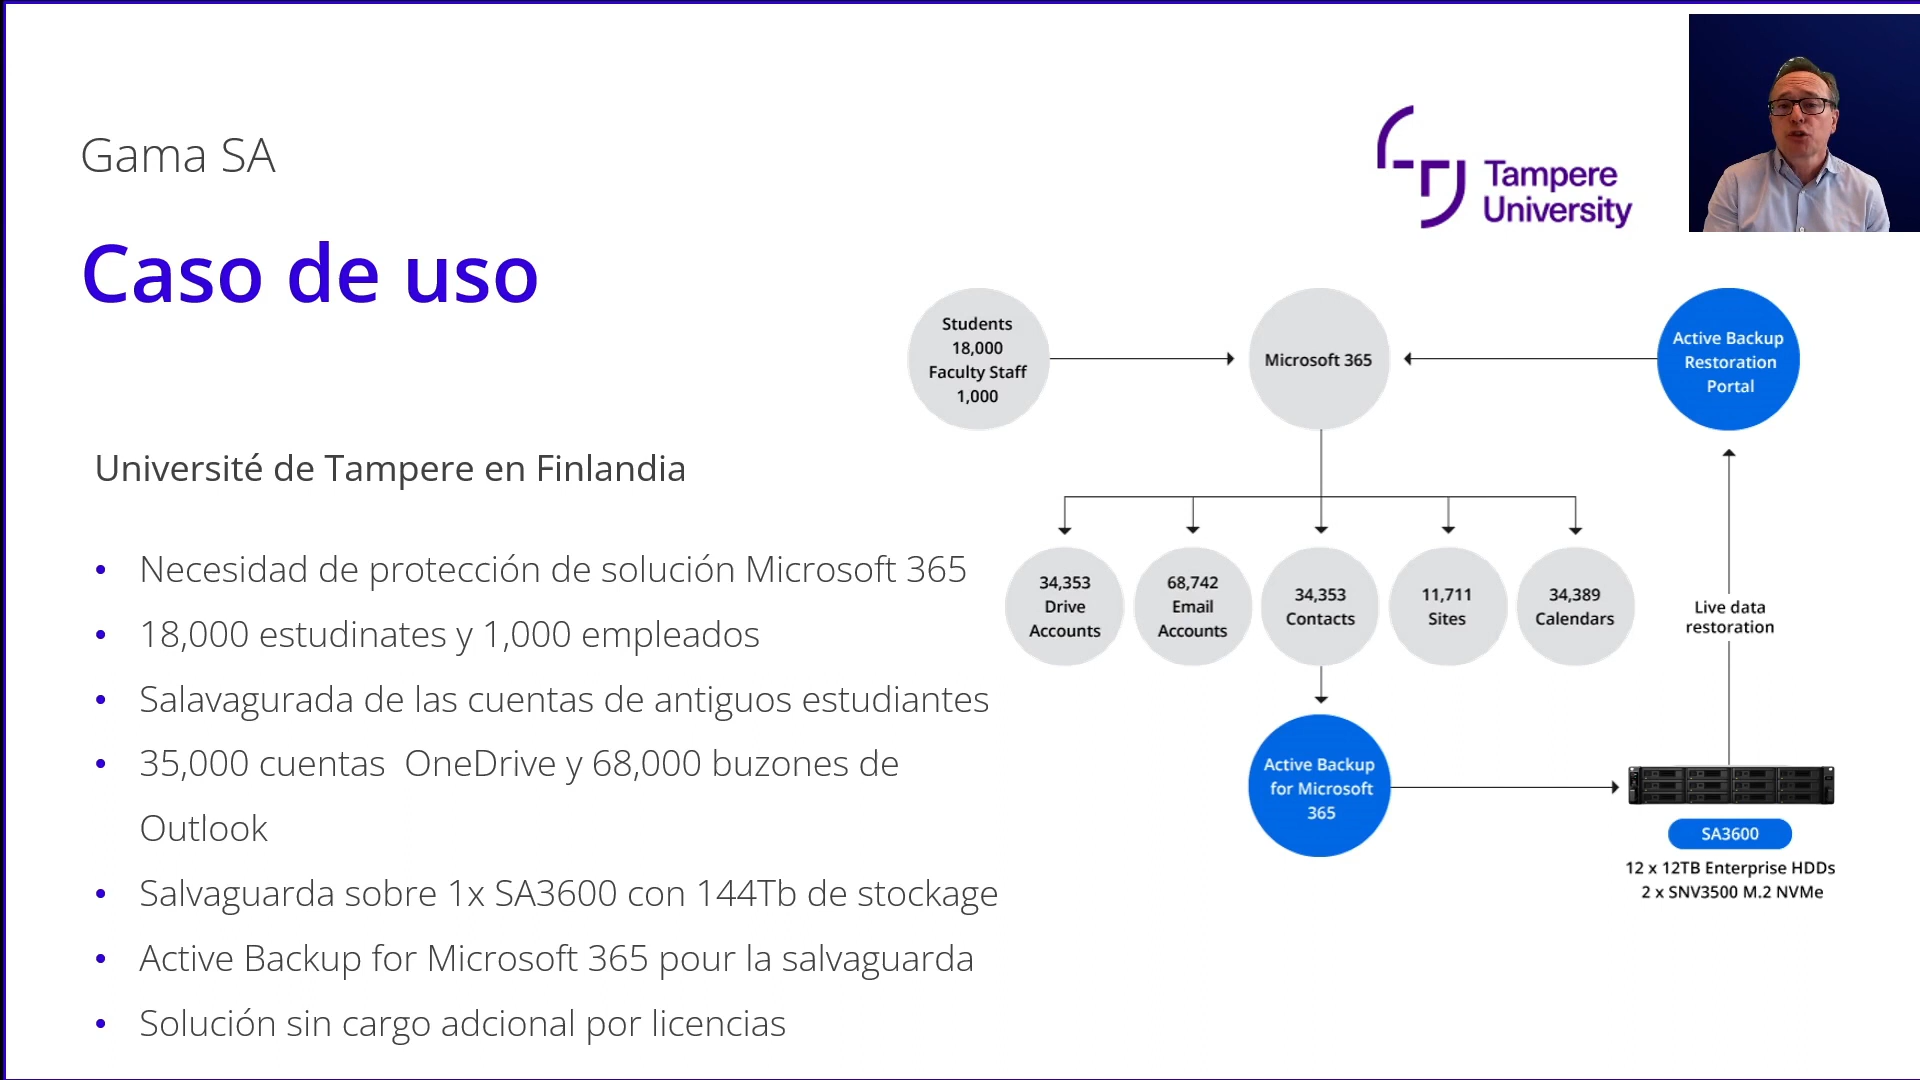 Gama SA
Caso de uso
Tampere
University
Université de Tampere en Finlandia
• Necesidad de protección de solución Microsoft 365
• 18,000 estudinates y 1,000 empleados
• Salavagurada de las cuentas de antiguos estudiantes
• 35,000 cuentas  OneDrive y 68,000 buzones de
Outlook
• Salvaguarda sobre 1x SA3600 con 144Tb de stockage
• Active Backup for Microsoft 365 pour la salvaguarda
• Solución sin cargo adcional por licencias
Students
18,000
Faculty Staff
1,000
Microsoft 365
Active Backup
Restoration
Portal
34,353
Drive
Accounts
68,742
Email
Accounts
34,353
Contacts
11,711
Sites
34,389
Calendars
Live data
restoration
Active Backup
for Microsoft
365
SA3600
12 x 12TB Enterprise HDDs
2 x SNV3500 M.2 NVMe